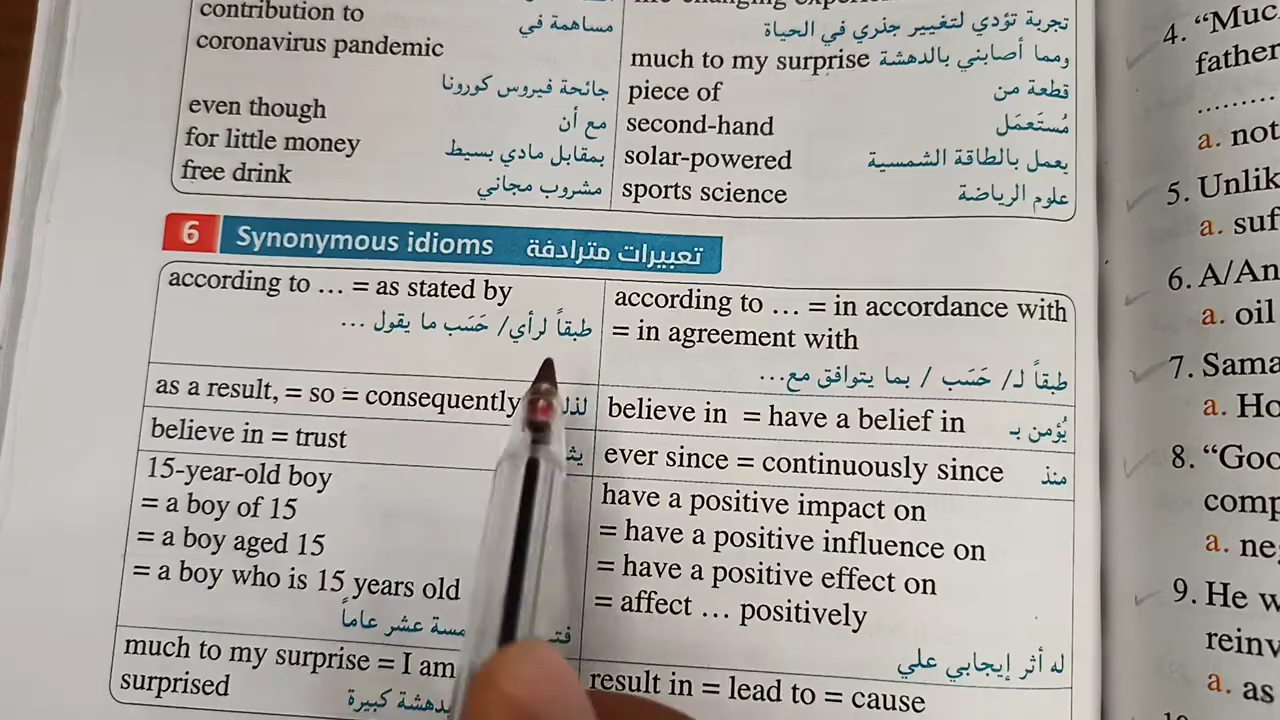 contribution to
مساهمة في
coronavirus pandemic
جائحة فيروس كورونا
even though
مع أن
for little money
بمقابل مادي بسيط
free drink
مشروب مجاني
تجربة تؤدي لتغيير جذري في الحياة
much to my surprise ومما أصابني بالدهشة
piece of قطعة من
second-hand مُستَعمَل
solar-powered يعمل بالطاقة الشمسية
sports science علوم الرياضة
6 Synonymous idioms تعبيرات مترادفة
according to ... = as stated by
طبقاً لرأي/ حَسَب ما يقول ...
according to ... = in accordance with
= in agreement with
طبقاً لـ/ حَسَب / بما يتوافق مع...
as a result, = so = consequently
believe in = have a belief in يُؤمن بـ
believe in = trust
ever since = continuously since منذ
15-year-old boy
= a boy of 15
= a boy aged 15
= a boy who is 15 years old
عشر عاماً
have a positive impact on
= have a positive influence on
= have a positive effect on
= affect ... positively
له أثر إيجابي علي
much to my surprise = I am
surprised
كبيرة
result in = lead to = cause
4. “Muc
father
a. not
5. Unlik
a. suf
6. A/An
a. oil
7. Sama
a. Ho
8. “Goo
comp
a. ne
9. He w
reinv
a. as